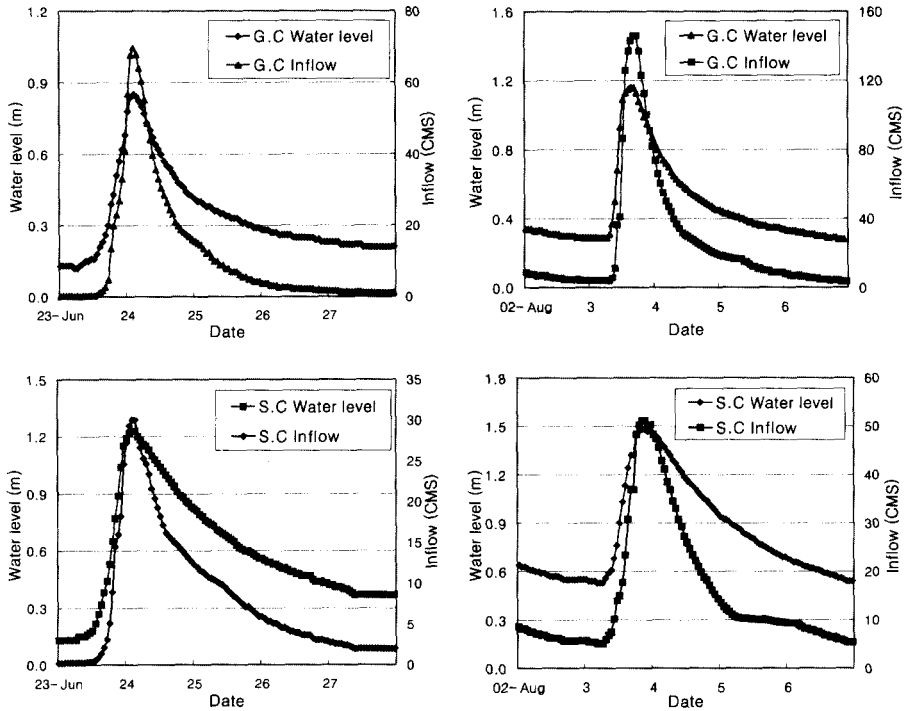 1.2
0.9
0.6
0.3
0.0
Water level (m)
80
60
40
20
0
Inflow (CMS)
G.C Water level
G.C Inflow
23-Jun 24 25 26 27
Date
1.6
1.2
0.8
0.4
0.0
Water level (m)
160
120
80
40
0
Inflow (CMS)
G.C Water level
G.C Inflow
02-Aug 3 4 5 6
Date
1.5
1.2
0.9
0.6
0.3
0.0
Water level (m)
35
30
25
20
15
10
5
0
Inflow (CMS)
S.C Water level
S.C Inflow
23-Jun 24 25 26 27
Date
1.8
1.5
1.2
0.9
0.6
0.3
0.0
Water level (m)
60
50
40
30
20
10
0
Inflow (CMS)
S.C Water level
S.C Inflow
02-Aug 3 4 5 6
Date